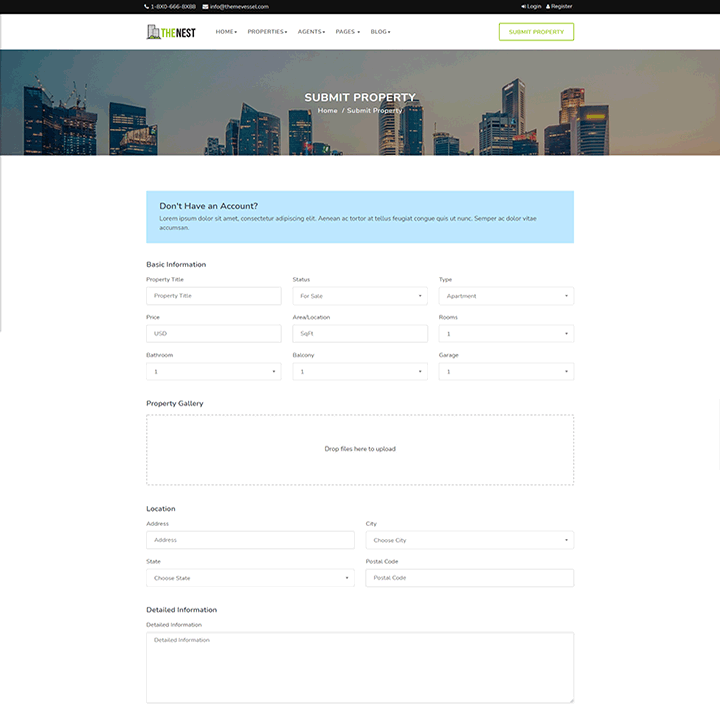 1-8X0-666-8X88 info@themevessel.com Login Register
THENEST HOME PROPERTIES AGENTS PAGES BLOG SUBMIT PROPERTY
SUBMIT PROPERTY
Home / Submit Property
Don't Have an Account?
Lorem ipsum dolor sit amet, consectetur adipiscing elit. Aenean ac tortor at tellus feugiat congue quis ut nunc. Semper ac dolor vitae
accumsan.
Basic Information
Property Title Status Type
Property Title For Sale Apartment
Price Area/Location Rooms
USD SqFt 1
Bathroom Balcony Garage
1 1 1
Property Gallery
Drop files here to upload
Location
Address City
Address Choose City
State Postal Code
Choose State Postal Code
Detailed Information
Detailed Information
Detailed Information